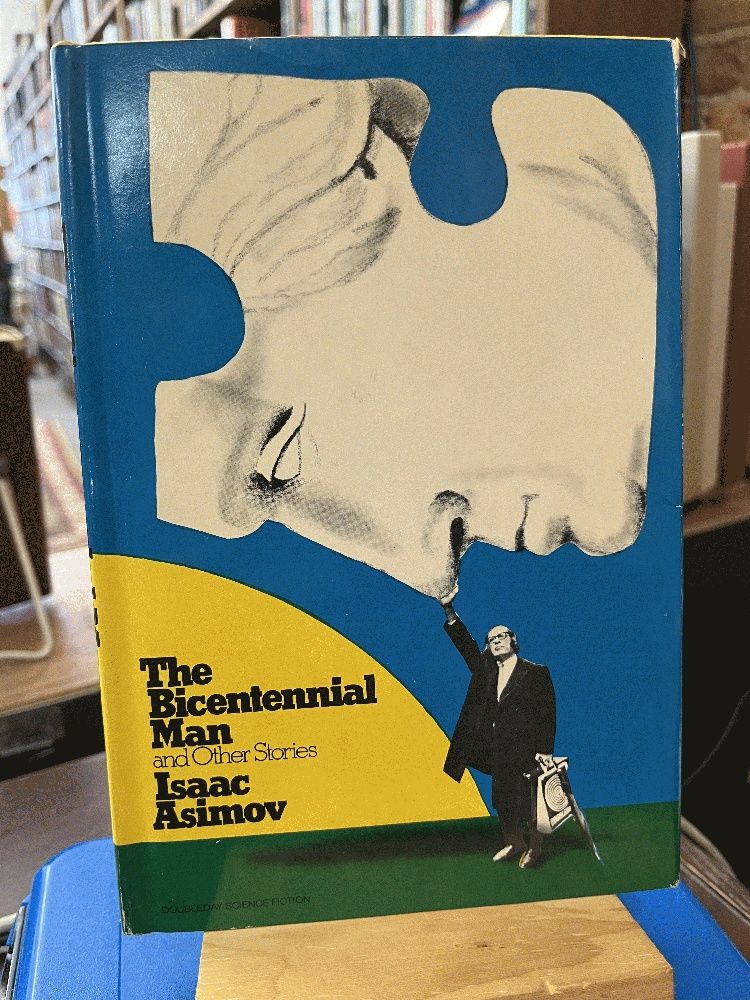 The
Bicentennial
Man
and Other Stories
Isaac
Asimov
DOUBLEDAY SCIENCE FICTION